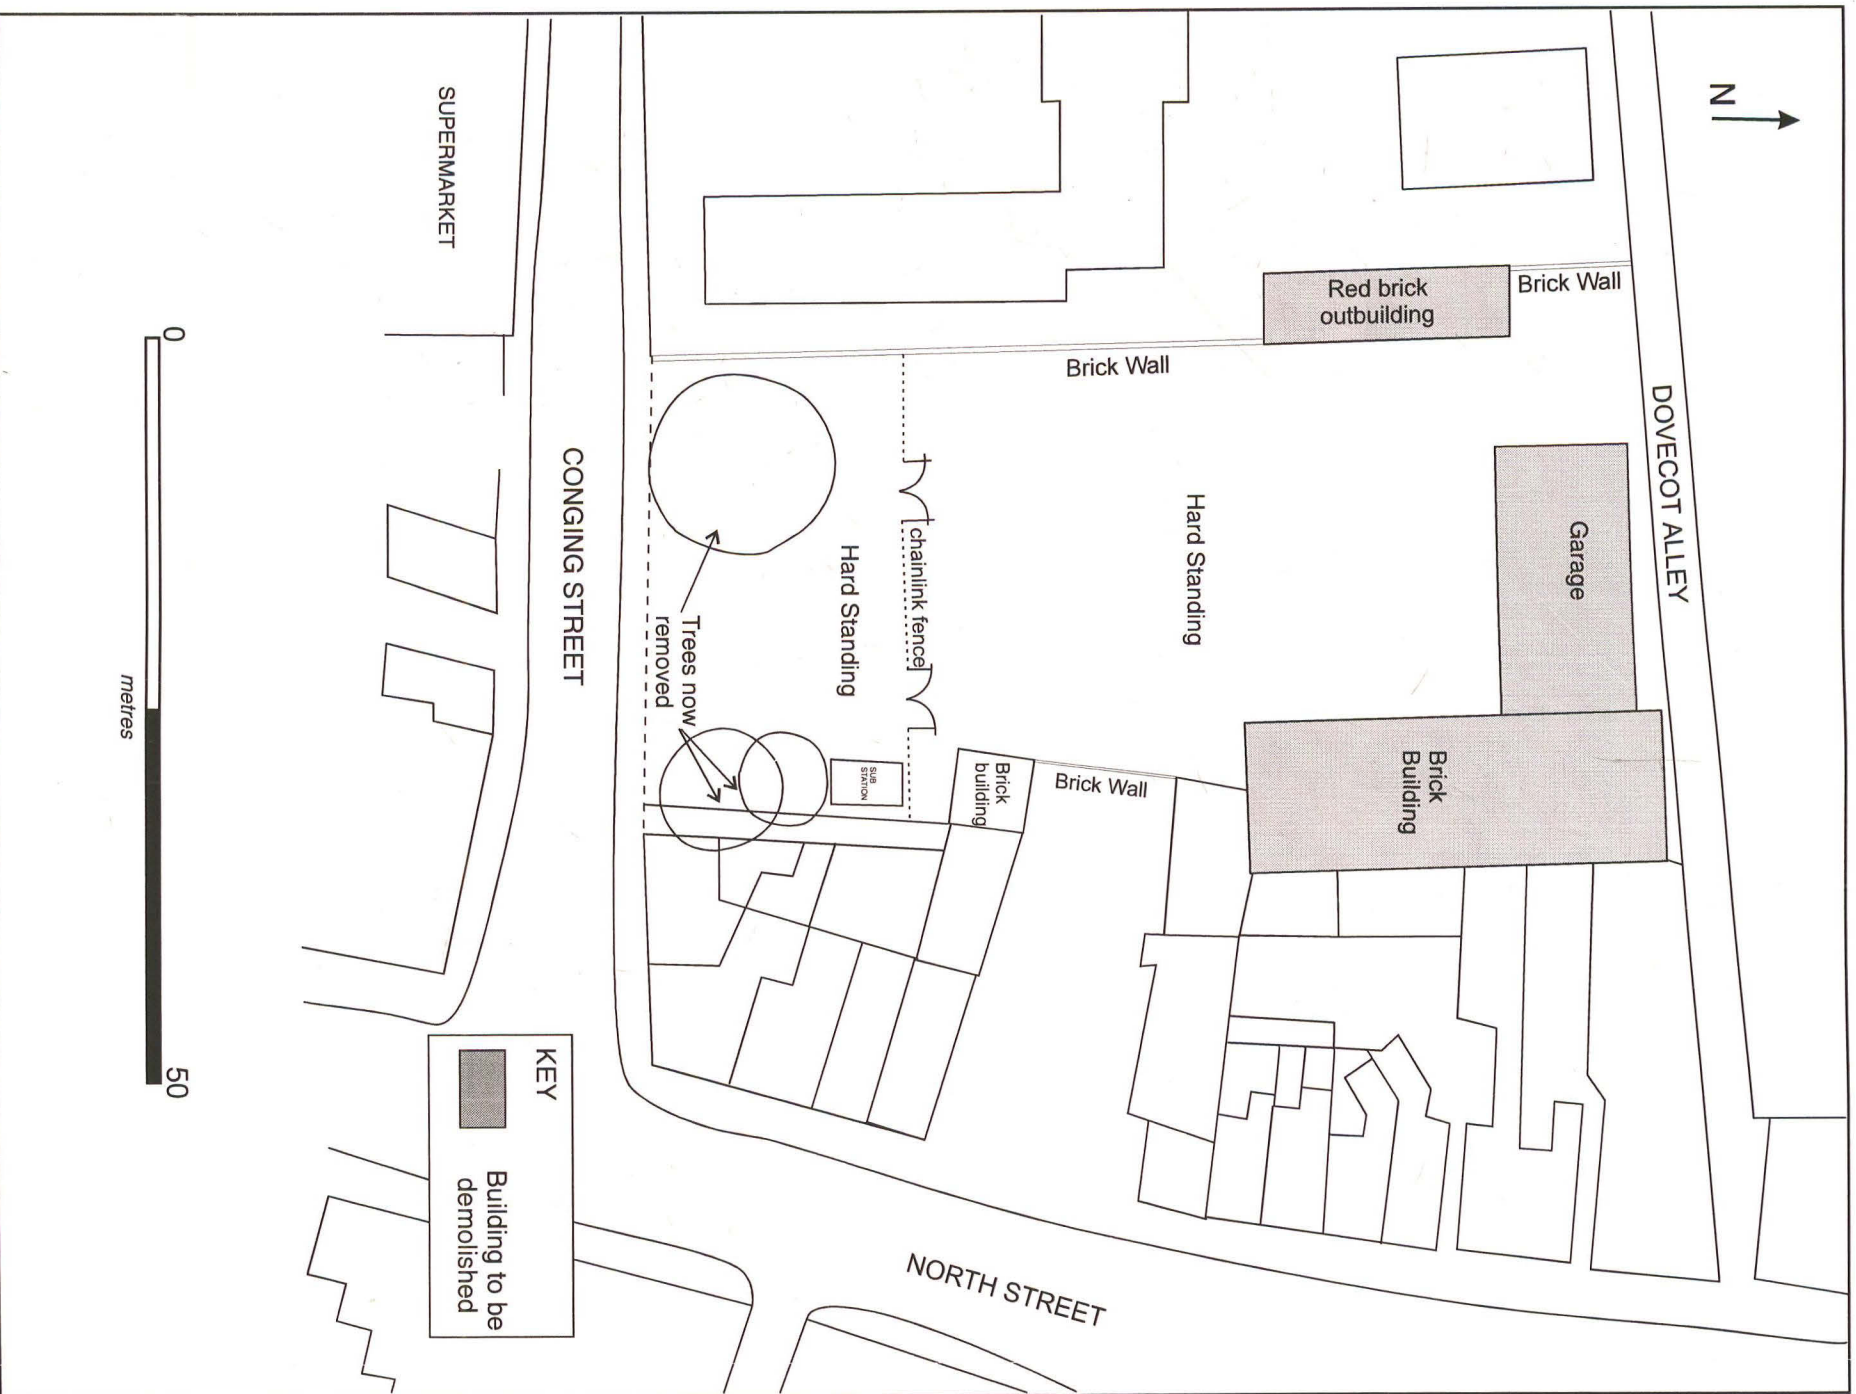 N
SUPERMARKET
Red brick
outbuilding
Brick Wall
Brick Wall
DOVECOT ALLEY
Garage
Hard Standing
chainlink fence
Hard Standing
CONGING STREET
Trees now
removed
SUB
STATION
Brick
building
Brick Wall
Brick
Building
NORTH STREET
KEY
Building to be
demolished
0
50
metres